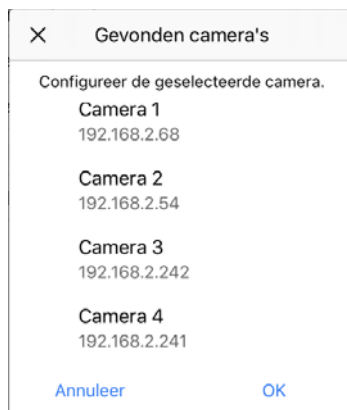 Gevonden camera's
Configureer de geselecteerde camera.
Camera 1
192.168.2.68
Camera 2
192.168.2.54
Camera 3
192.168.2.242
Camera 4
192.168.2.241
Annuleer OK